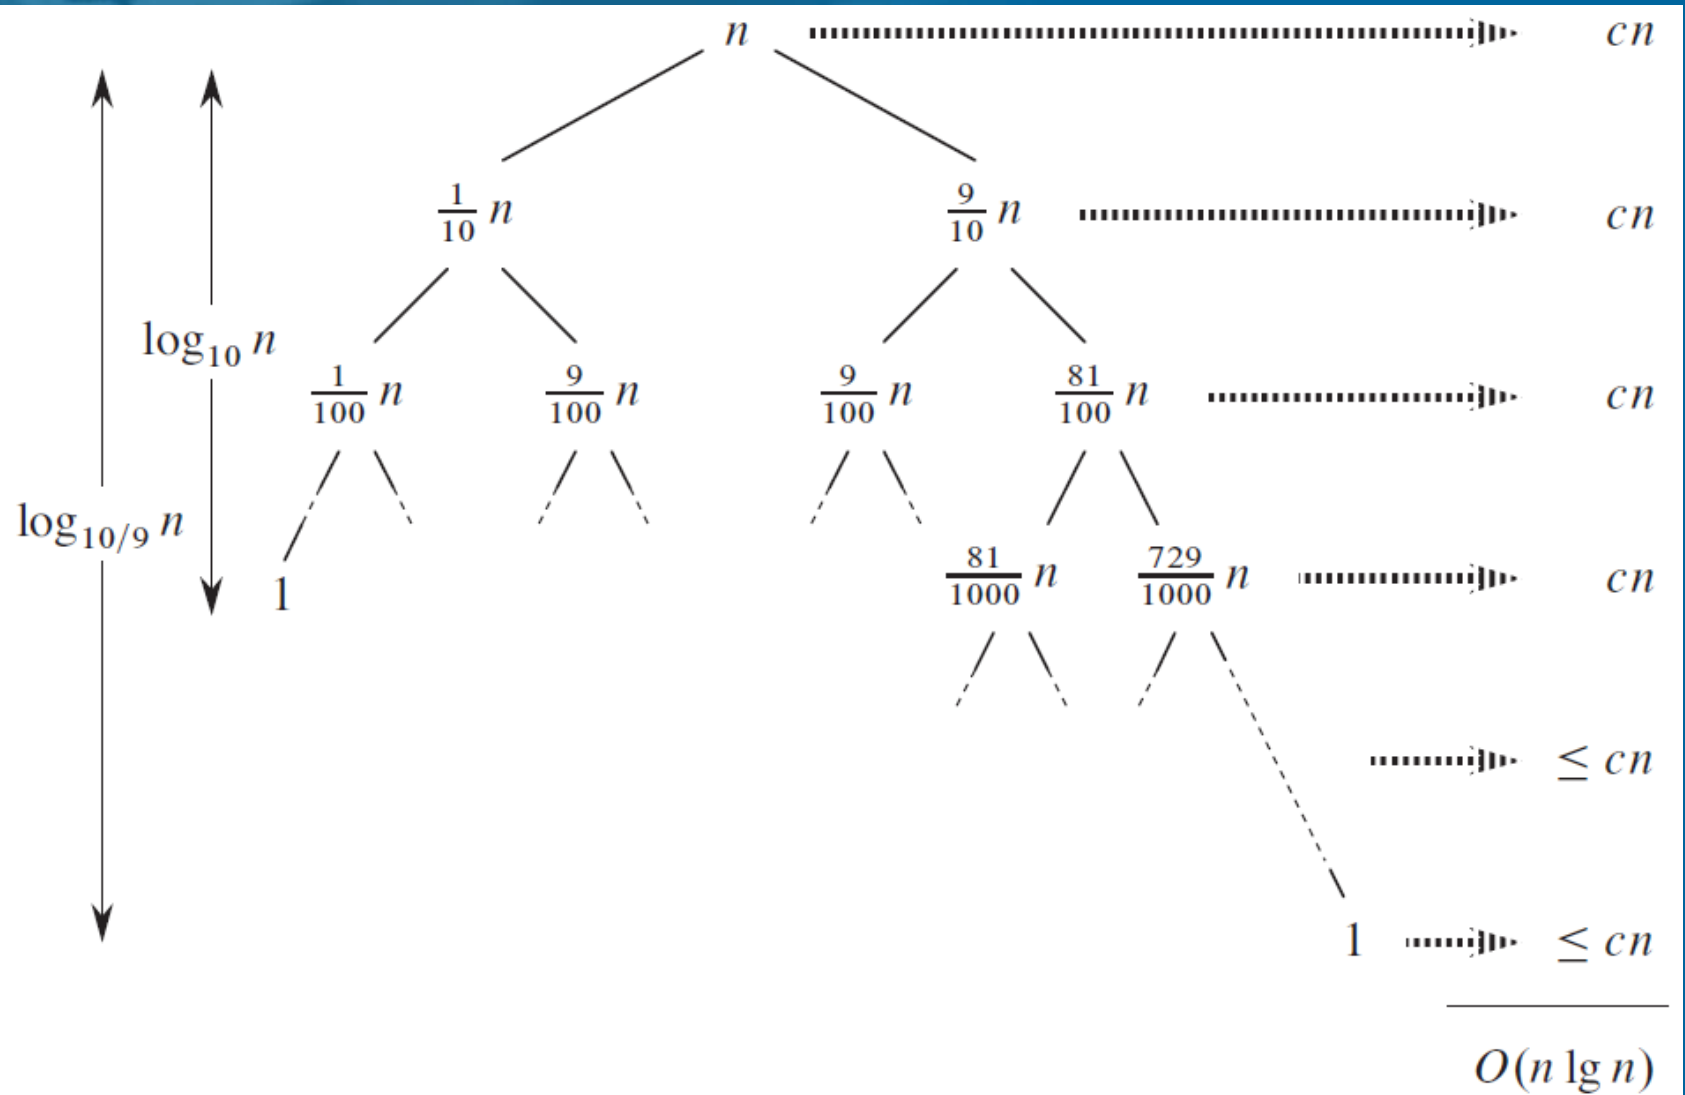 n cn
1/10 n 9/10 n cn
log₁₀ n
1/100 n 9/100 n 9/100 n 81/100 n cn
log₁₀/₉ n
81/1000 n 729/1000 n cn
1
≤ cn
1 ≤ cn
O(n lg n)